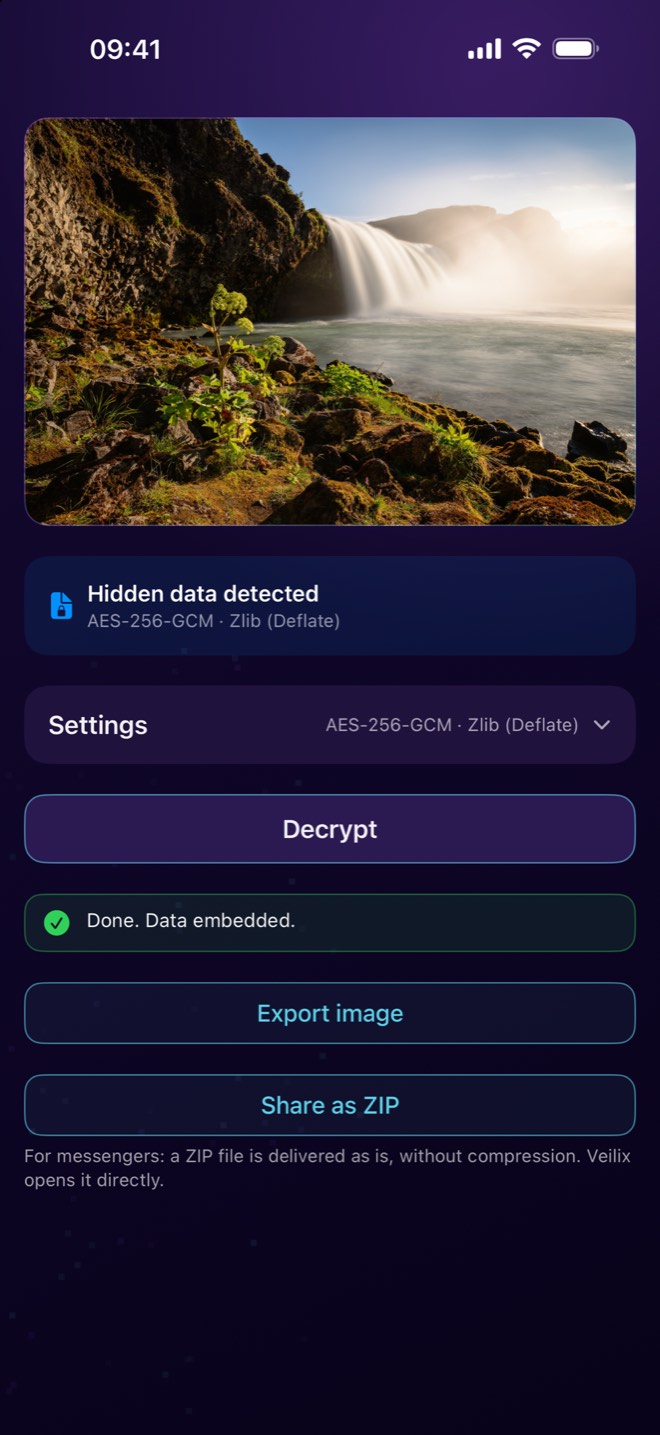 09:41
Hidden data detected
AES-256-GCM · Zlib (Deflate)
Settings
AES-256-GCM · Zlib (Deflate)
Decrypt
Done. Data embedded.
Export image
Share as ZIP
For messengers: a ZIP file is delivered as is, without compression. Veilix
opens it directly.